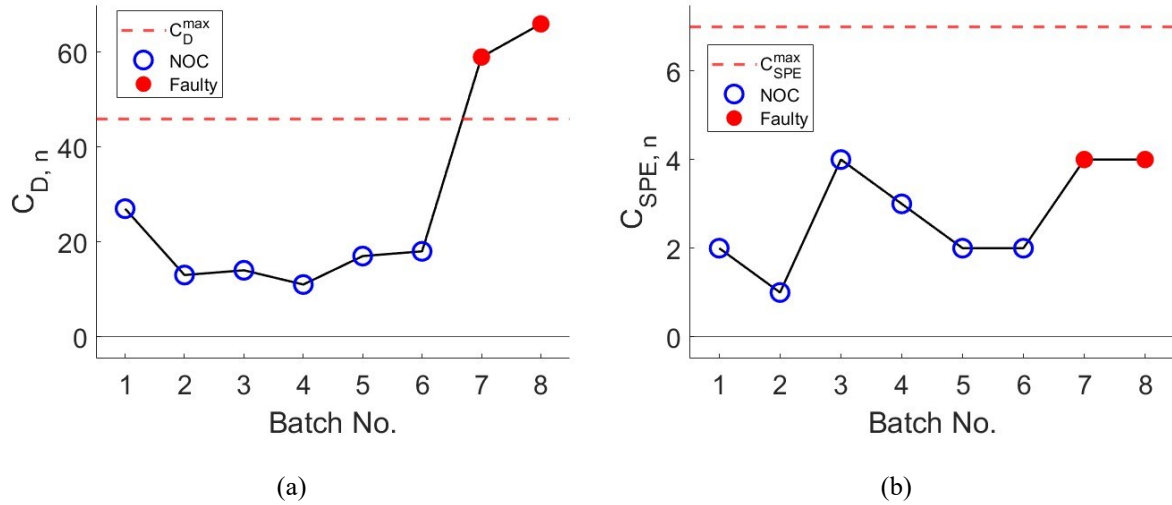 C_D^max
NOC
Faulty
60
40
20
0
C_D, n
1 2 3 4 5 6 7 8
Batch No.
(a)
C_SPE^max
NOC
Faulty
6
4
2
0
C_SPE, n
1 2 3 4 5 6 7 8
Batch No.
(b)